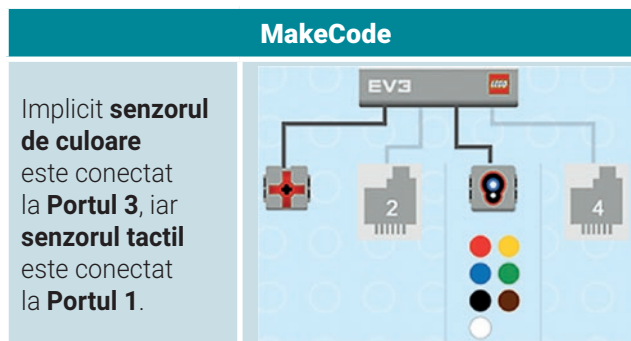 MakeCode
Implicit senzorul
de culoare
este conectat
la Portul 3, iar
senzorul tactil
este conectat
la Portul 1.
EV3
LEGO
2
4